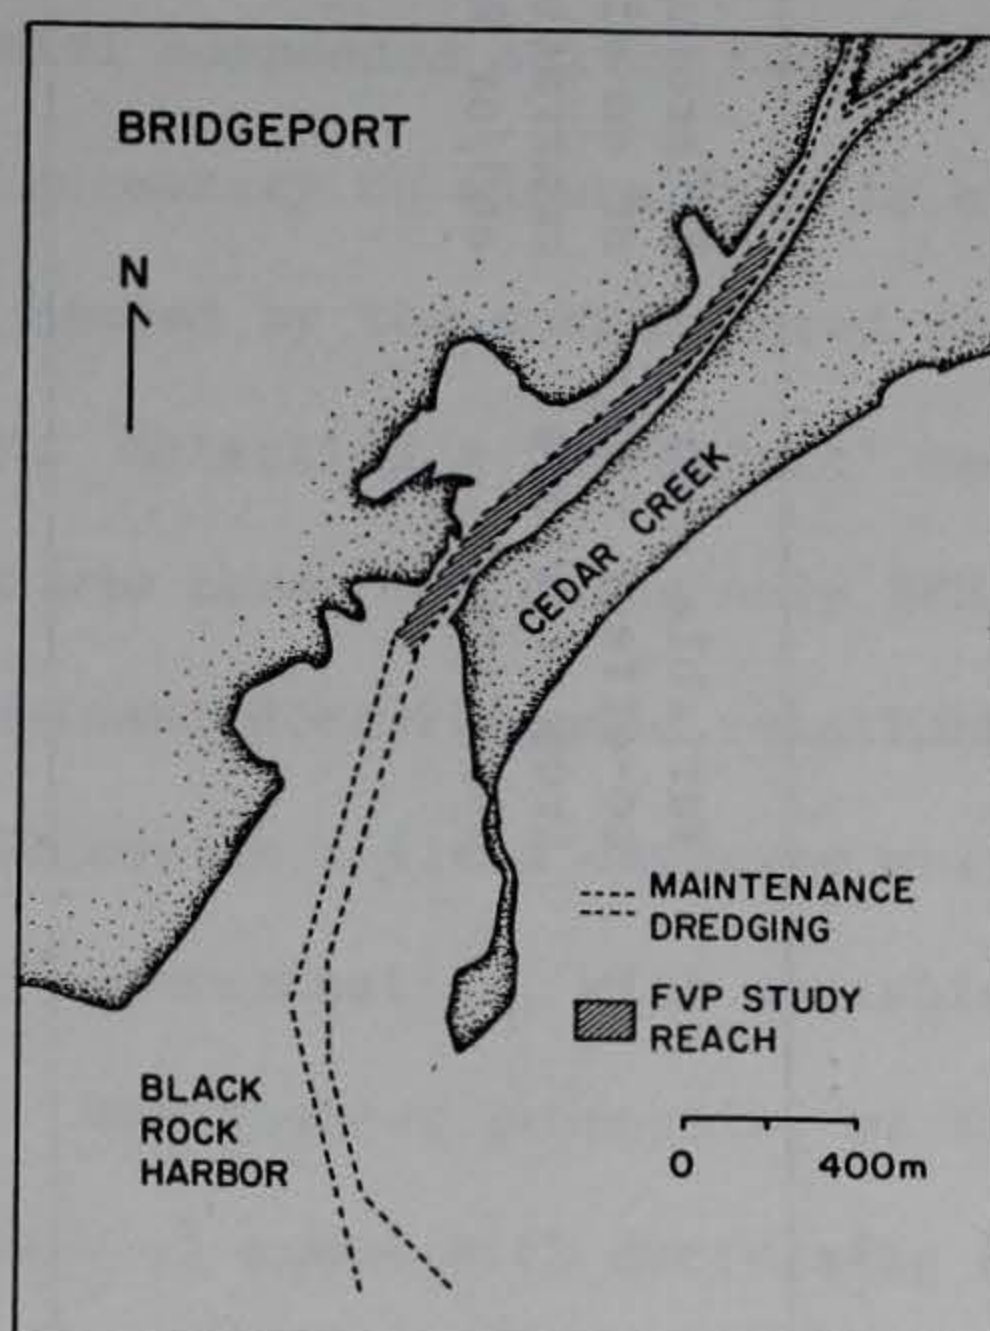 BRIDGEPORT
N
CEDAR CREEK
MAINTENANCE
DREDGING
FVP STUDY
REACH
BLACK
ROCK
HARBOR
0 400m